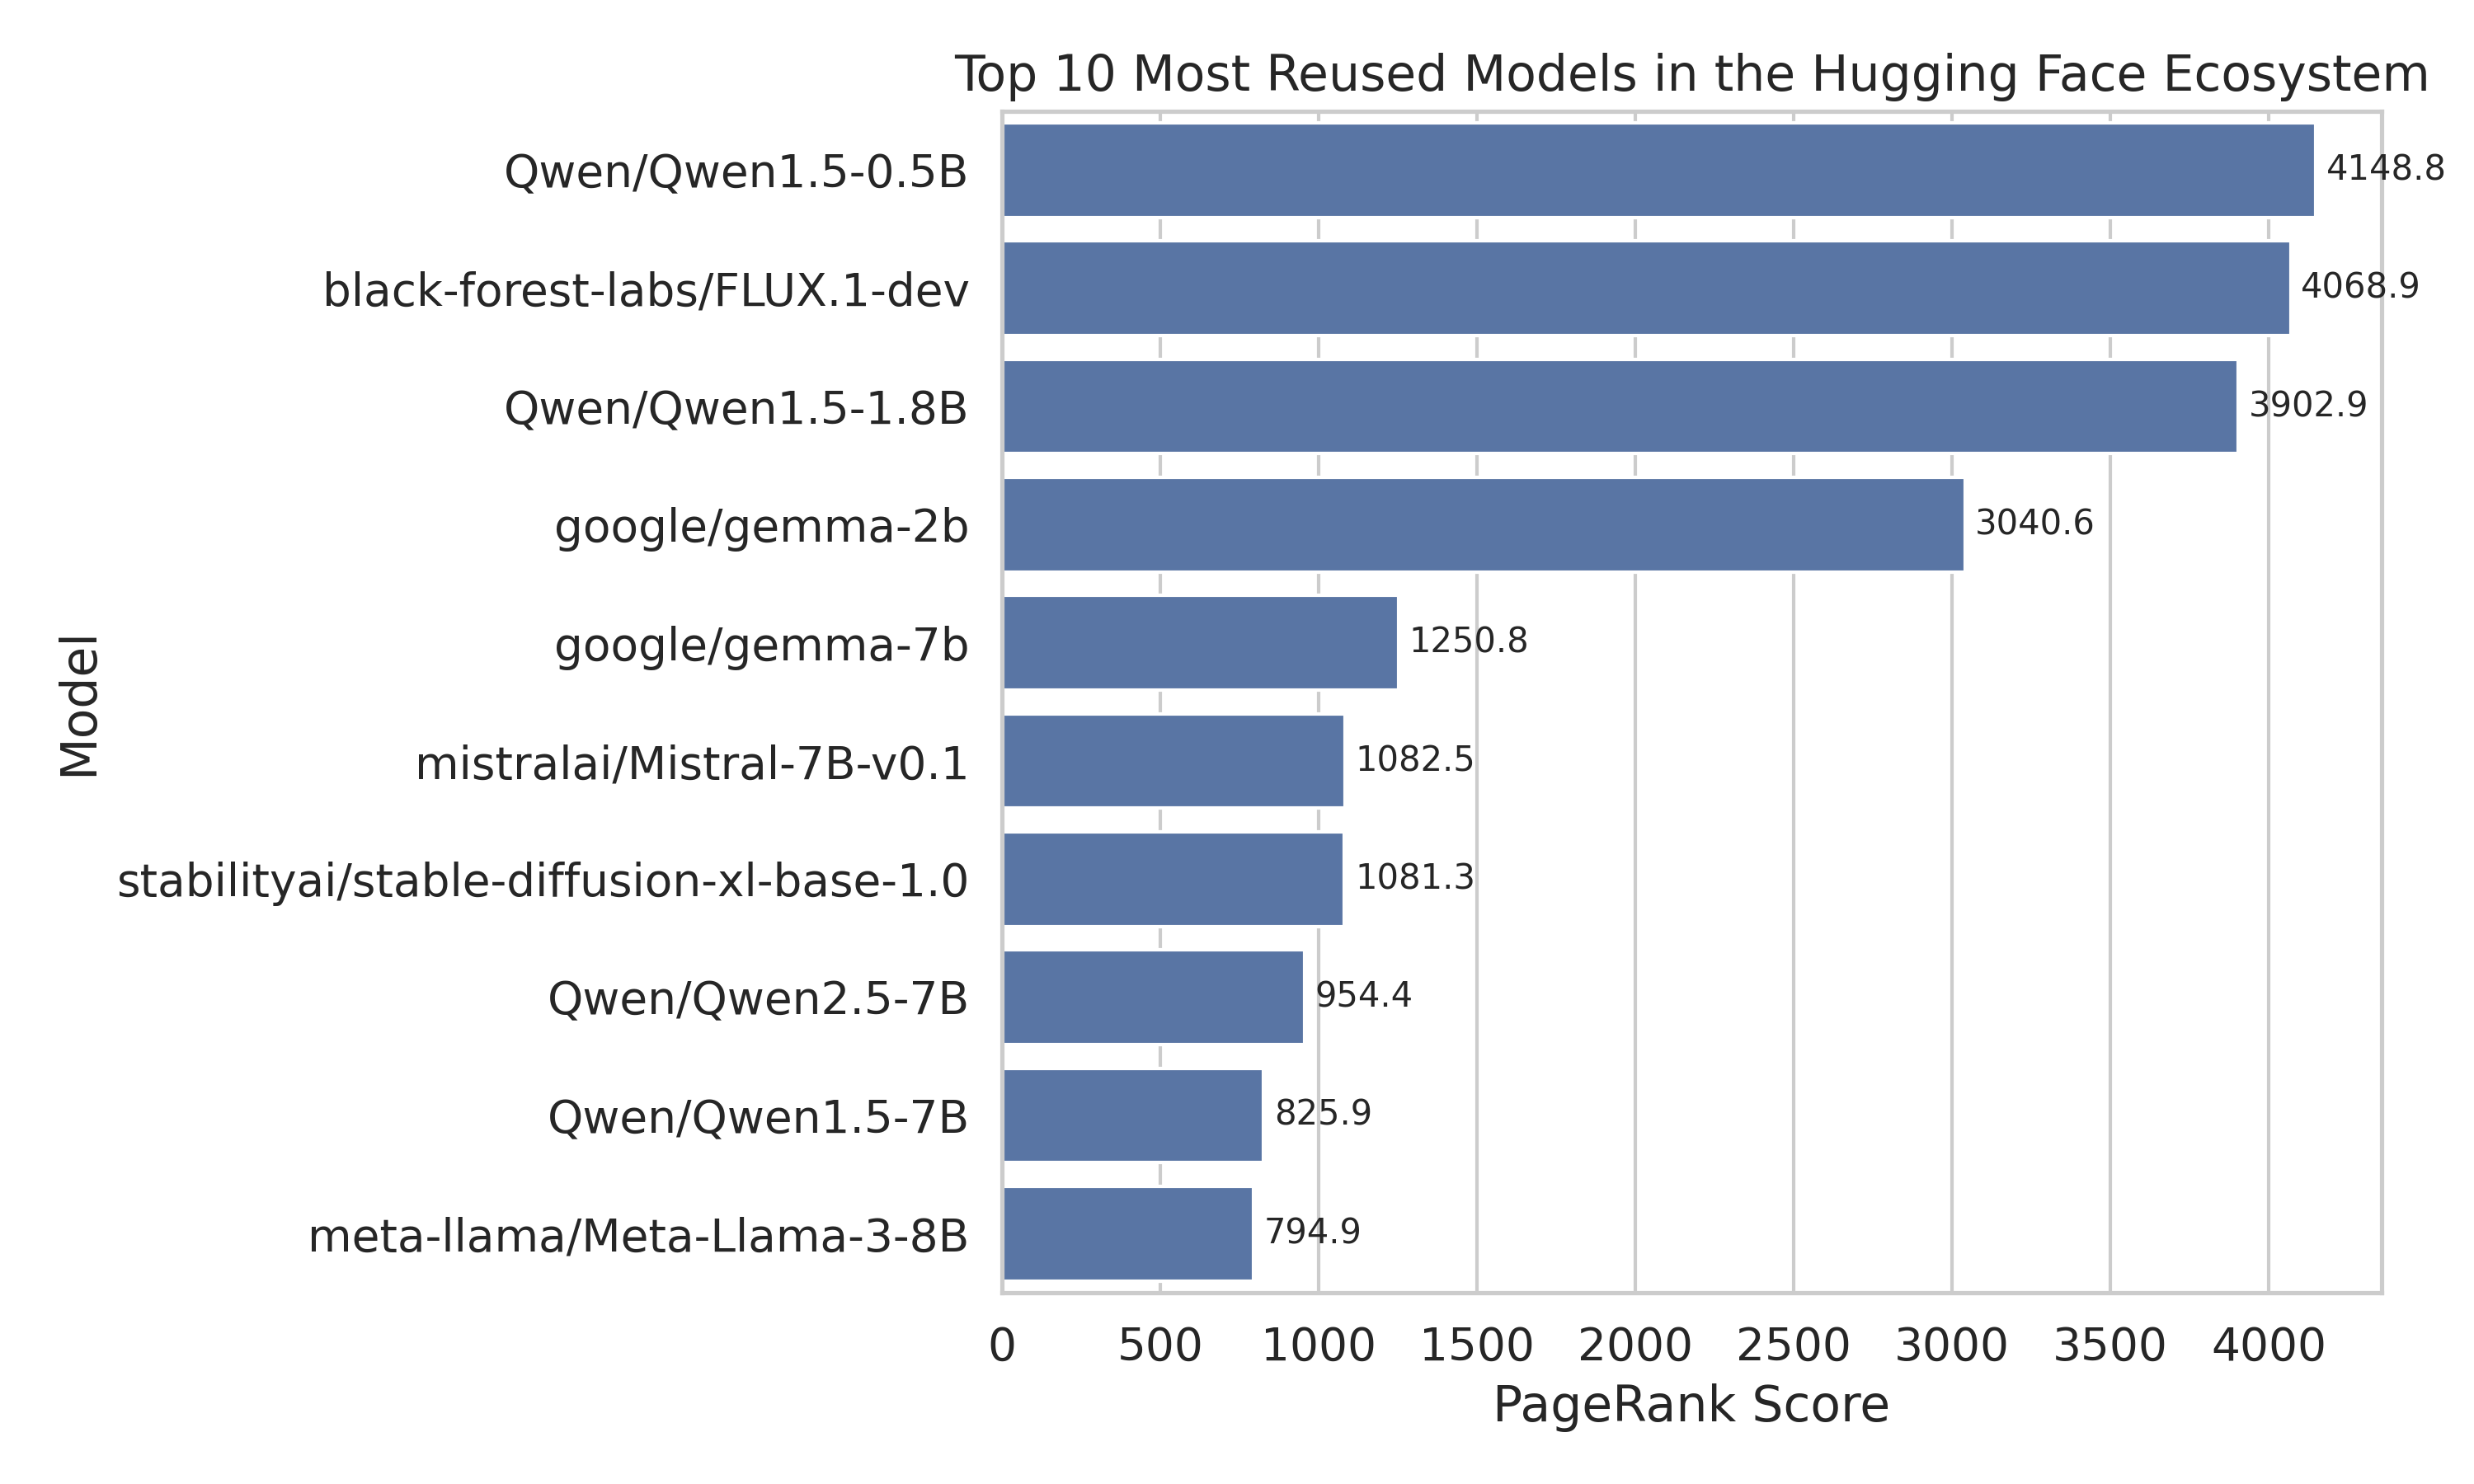 Top 10 Most Reused Models in the Hugging Face Ecosystem
Qwen/Qwen1.5-0.5B 4148.8
black-forest-labs/FLUX.1-dev 4068.9
Qwen/Qwen1.5-1.8B 3902.9
google/gemma-2b 3040.6
google/gemma-7b 1250.8
mistralai/Mistral-7B-v0.1 1082.5
stabilityai/stable-diffusion-xl-base-1.0 1081.3
Qwen/Qwen2.5-7B 954.4
Qwen/Qwen1.5-7B 825.9
meta-llama/Meta-Llama-3-8B 794.9
Model
0 500 1000 1500 2000 2500 3000 3500 4000
PageRank Score